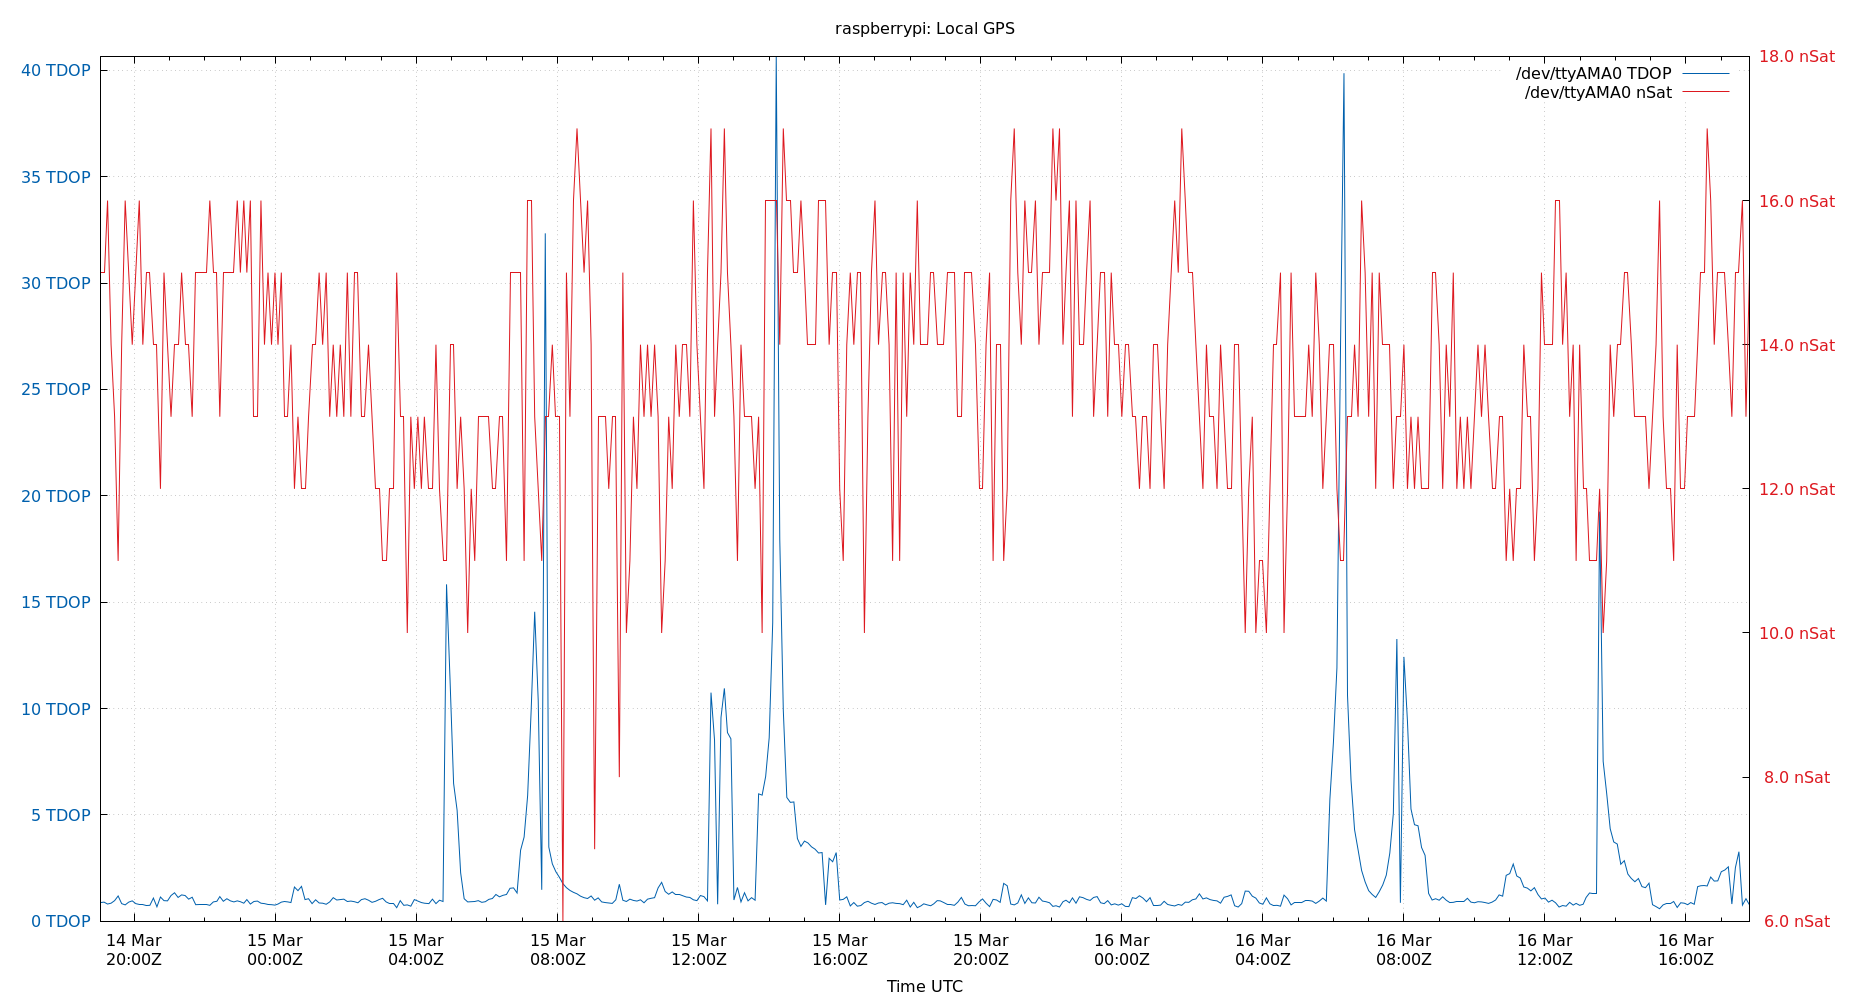 raspberrypi: Local GPS
40 TDOP
35 TDOP
30 TDOP
25 TDOP
20 TDOP
15 TDOP
10 TDOP
5 TDOP
0 TDOP
18.0 nSat
16.0 nSat
14.0 nSat
12.0 nSat
10.0 nSat
8.0 nSat
6.0 nSat
/dev/ttyAMA0 TDOP
/dev/ttyAMA0 nSat
14 Mar
20:00Z
15 Mar
00:00Z
15 Mar
04:00Z
15 Mar
08:00Z
15 Mar
12:00Z
15 Mar
16:00Z
15 Mar
20:00Z
16 Mar
00:00Z
16 Mar
04:00Z
16 Mar
08:00Z
16 Mar
12:00Z
16 Mar
16:00Z
Time UTC